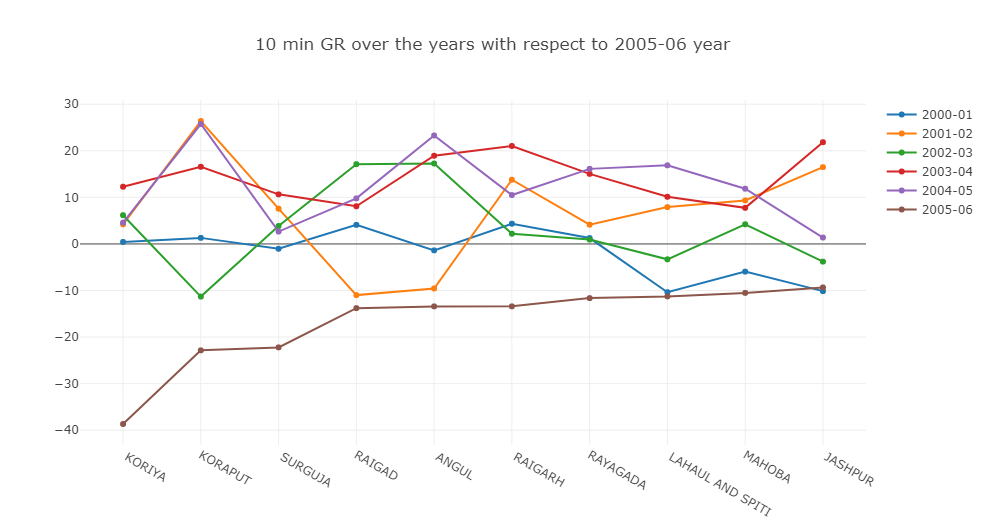 10 min GR over the years with respect to 2005-06 year
30
20
10
0
−10
−20
−30
−40
KORIYA
KORAPUT
SURGUJA
RAIGAD
ANGUL
RAIGARH
RAYAGADA
LAHAUL AND SPITI
MAHOBA
JASHPUR
2000-01
2001-02
2002-03
2003-04
2004-05
2005-06